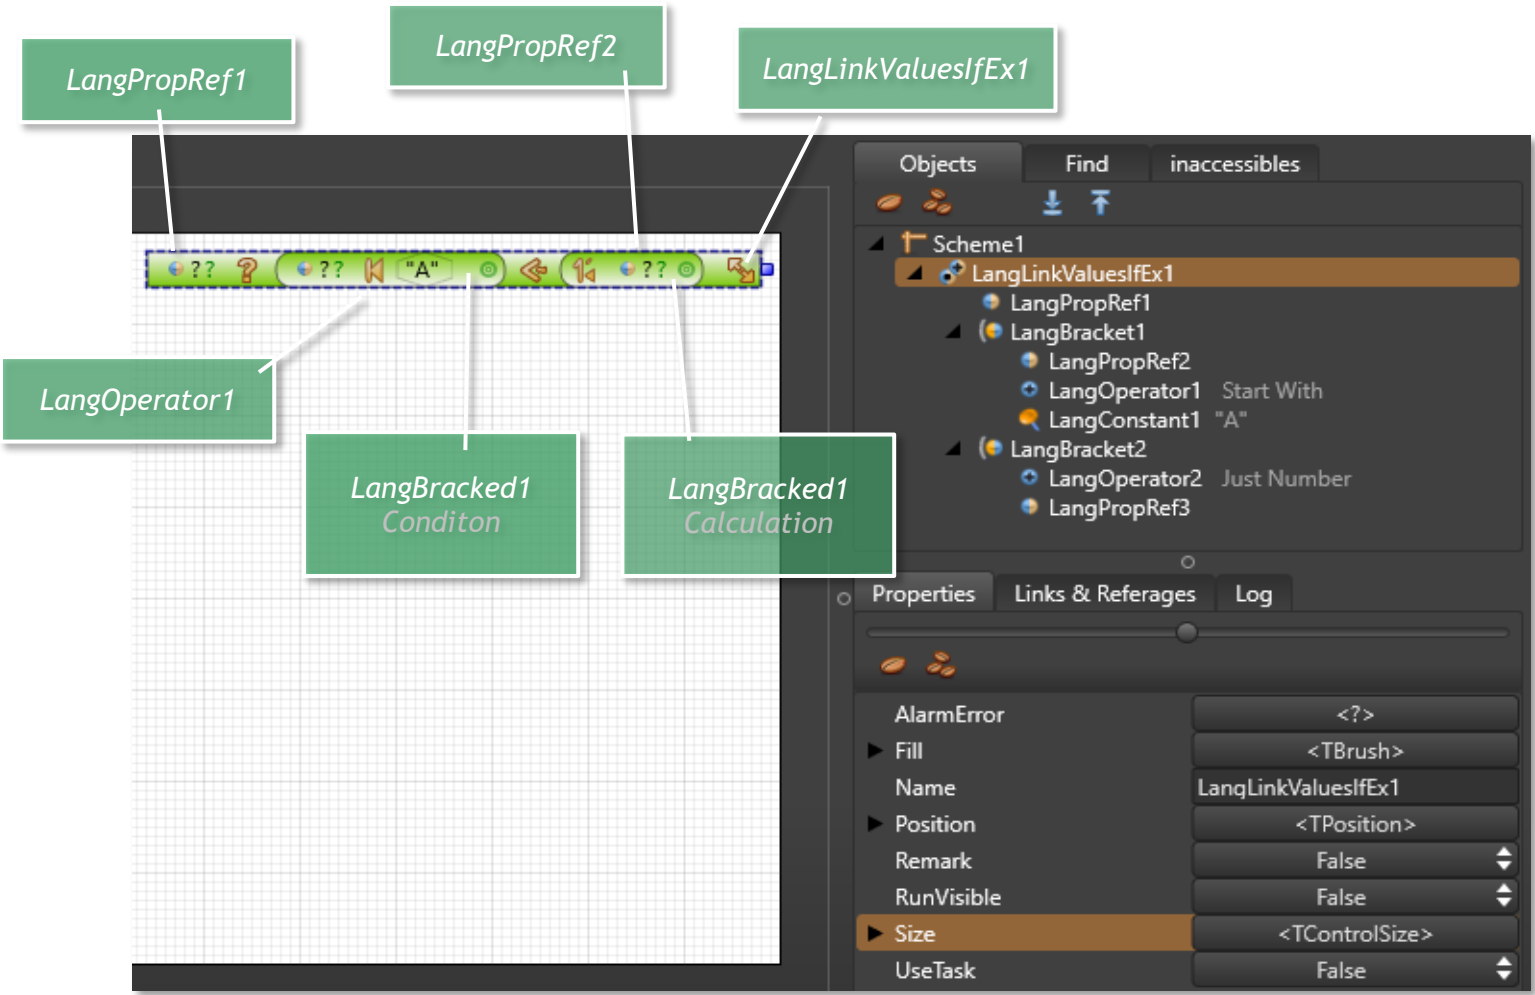 LangPropRef1
LangPropRef2
LangLinkValuesIfEx1
?? ? ?? "A" 1 ??
LangOperator1
LangBracked1
Conditon
LangBracked1
Calculation
Objects Find inaccessibles
Scheme1
LangLinkValuesIfEx1
LangPropRef1
LangBracket1
LangPropRef2
LangOperator1 Start With
LangConstant1 "A"
LangBracket2
LangOperator2 Just Number
LangPropRef3
Properties Links & Referages Log
AlarmError <?>
Fill <TBrush>
Name LangLinkValuesIfEx1
Position <TPosition>
Remark False
RunVisible False
Size <TControlSize>
UseTask False